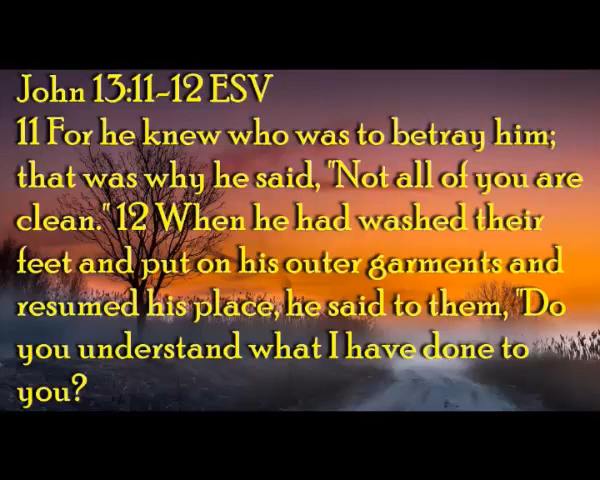 John 13:11-12 ESV
11 For he knew who was to betray him;
that was why he said, "Not all of you are
clean." 12 When he had washed their
feet and put on his outer garments and
resumed his place, he said to them, "Do
you understand what I have done to
you?